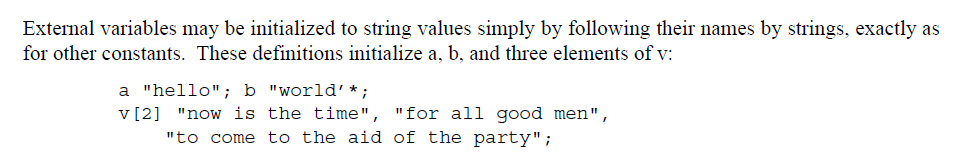 External variables may be initialized to string values simply by following their names by strings, exactly as
for other constants. These definitions initialize a, b, and three elements of v:
a "hello"; b "world’*;
v[2] "now is the time", "for all good men",
"to come to the aid of the party";